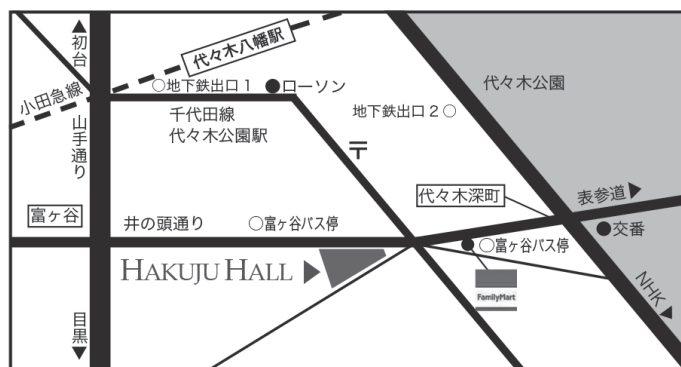 ▲初台
代々木八幡駅
小田急線
○地下鉄出口1
●ローソン
代々木公園
地下鉄出口2○
千代田線
代々木公園駅
山手通り
〒
代々木深町
表参道▶
富ヶ谷
井の頭通り
○富ヶ谷バス停
●交番
○富ヶ谷バス停
HAKUJU HALL ▶
FamilyMart
NHK▼
目黒▼